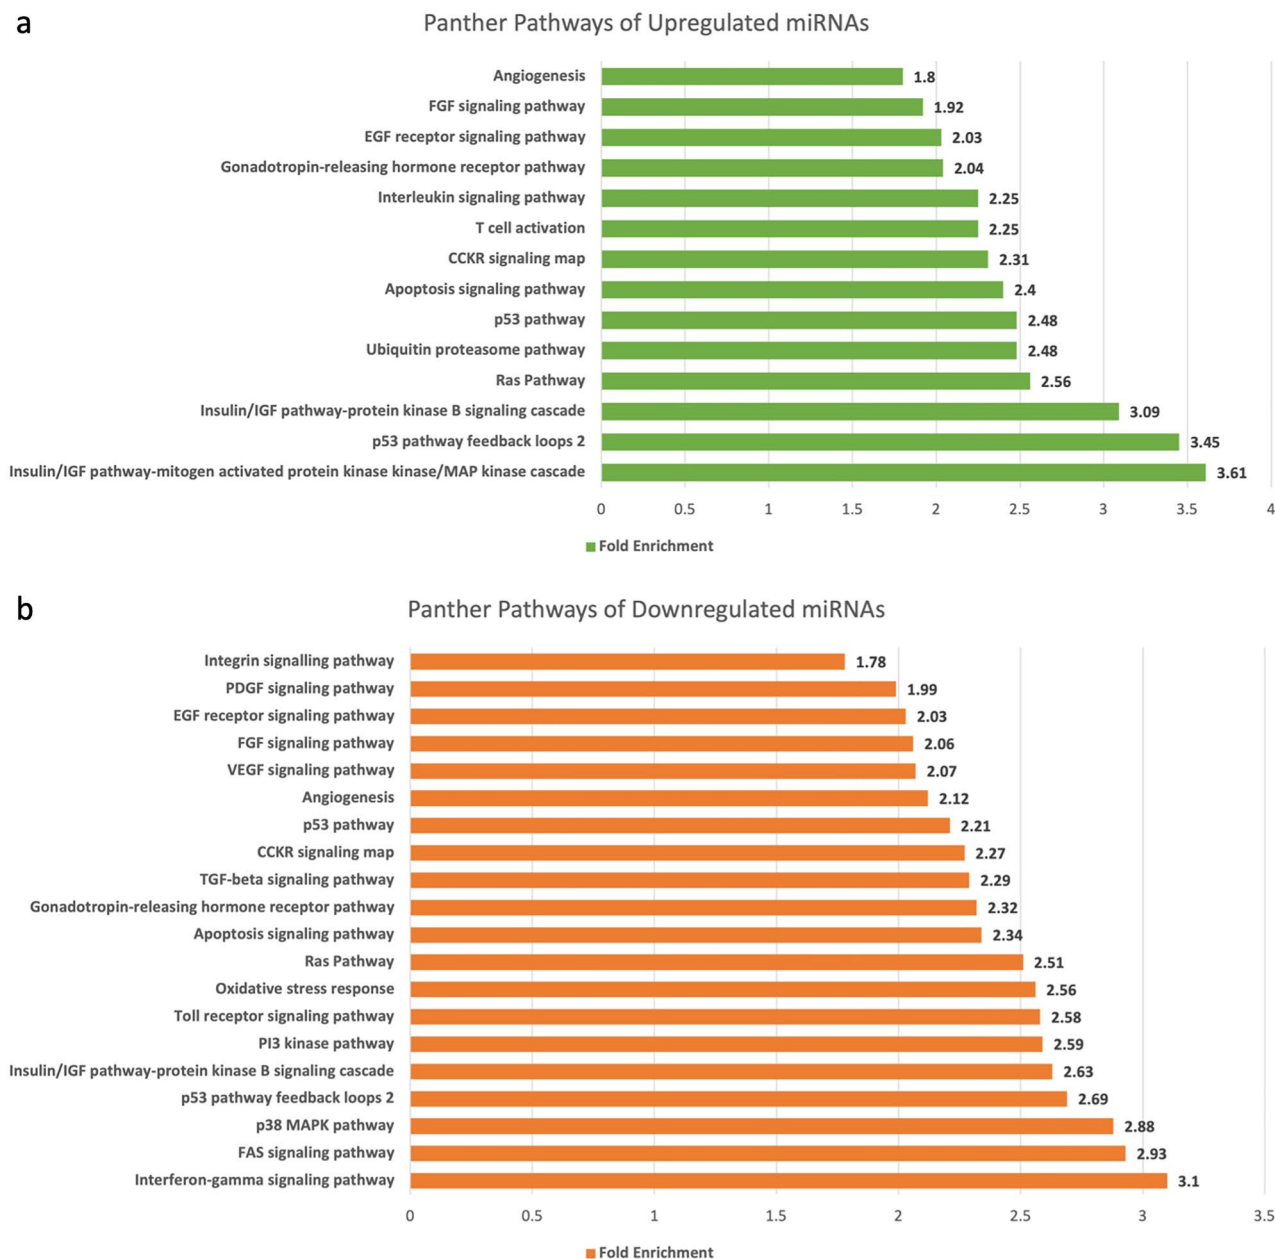 a
Panther Pathways of Upregulated miRNAs
Angiogenesis 1.8
FGF signaling pathway 1.92
EGF receptor signaling pathway 2.03
Gonadotropin-releasing hormone receptor pathway 2.04
Interleukin signaling pathway 2.25
T cell activation 2.25
CCKR signaling map 2.31
Apoptosis signaling pathway 2.4
p53 pathway 2.48
Ubiquitin proteasome pathway 2.48
Ras Pathway 2.56
Insulin/IGF pathway-protein kinase B signaling cascade 3.09
p53 pathway feedback loops 2 3.45
Insulin/IGF pathway-mitogen activated protein kinase kinase/MAP kinase cascade 3.61
0 0.5 1 1.5 2 2.5 3 3.5 4
Fold Enrichment
b
Panther Pathways of Downregulated miRNAs
Integrin signalling pathway 1.78
PDGF signaling pathway 1.99
EGF receptor signaling pathway 2.03
FGF signaling pathway 2.06
VEGF signaling pathway 2.07
Angiogenesis 2.12
p53 pathway 2.21
CCKR signaling map 2.27
TGF-beta signaling pathway 2.29
Gonadotropin-releasing hormone receptor pathway 2.32
Apoptosis signaling pathway 2.34
Ras Pathway 2.51
Oxidative stress response 2.56
Toll receptor signaling pathway 2.58
PI3 kinase pathway 2.59
Insulin/IGF pathway-protein kinase B signaling cascade 2.63
p53 pathway feedback loops 2 2.69
p38 MAPK pathway 2.88
FAS signaling pathway 2.93
Interferon-gamma signaling pathway 3.1
0 0.5 1 1.5 2 2.5 3 3.5
Fold Enrichment